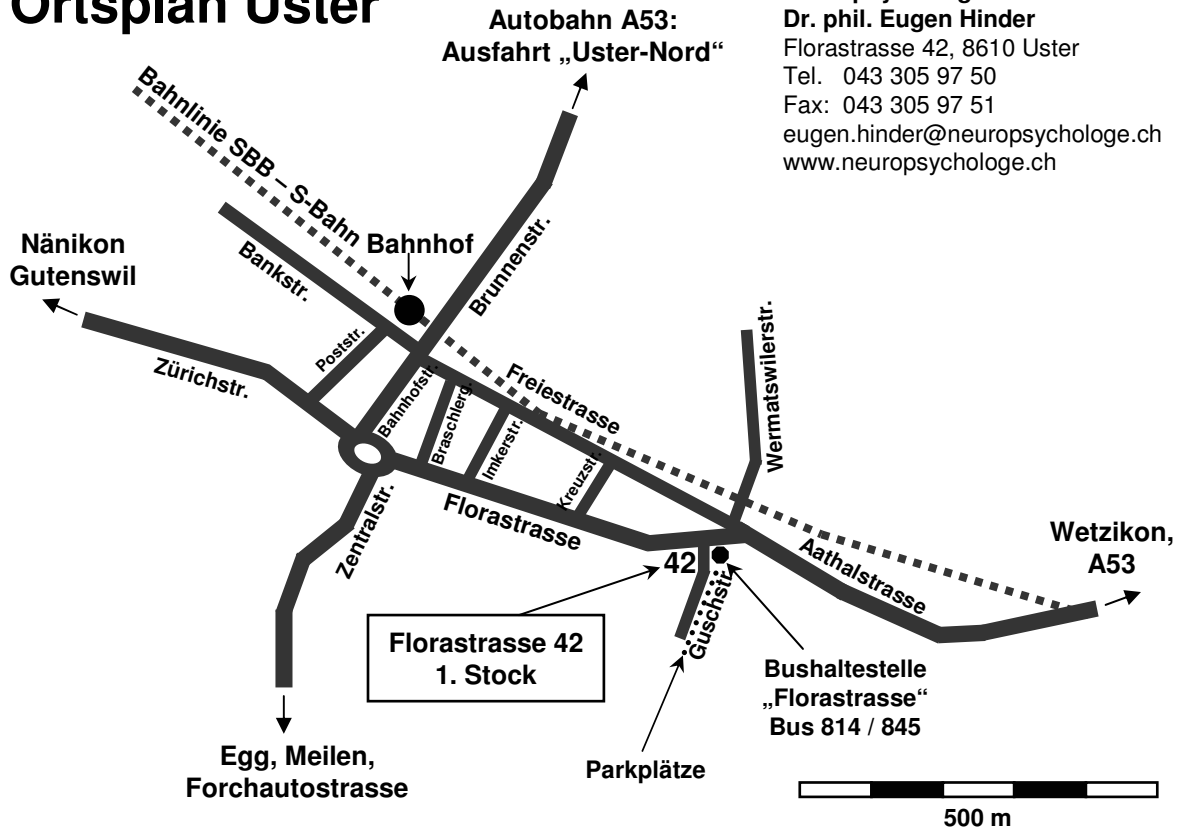 Ortsplan Uster
Autobahn A53:
Ausfahrt „Uster-Nord“
Dr. phil. Eugen Hinder
Florastrasse 42, 8610 Uster
Tel. 043 305 97 50
Fax: 043 305 97 51
eugen.hinder@neuropsychologe.ch
www.neuropsychologe.ch
Bahnlinie SBB – S-Bahn
Bahnhof
Nänikon
Gutenswil
Bankstr.
Brunnenstr.
Poststr.
Zürichstr.
Bahnhofstr.
Braschlerg.
Imkerstr.
Kreuzstr.
Freiestrasse
Wermatswilerstr.
Florastrasse
Zentralstr.
Aathalstrasse
Wetzikon,
A53
42
Guschstr.
Florastrasse 42
1. Stock
Bushaltestelle
„Florastrasse“
Bus 814 / 845
Parkplätze
Egg, Meilen,
Forchautostrasse
500 m